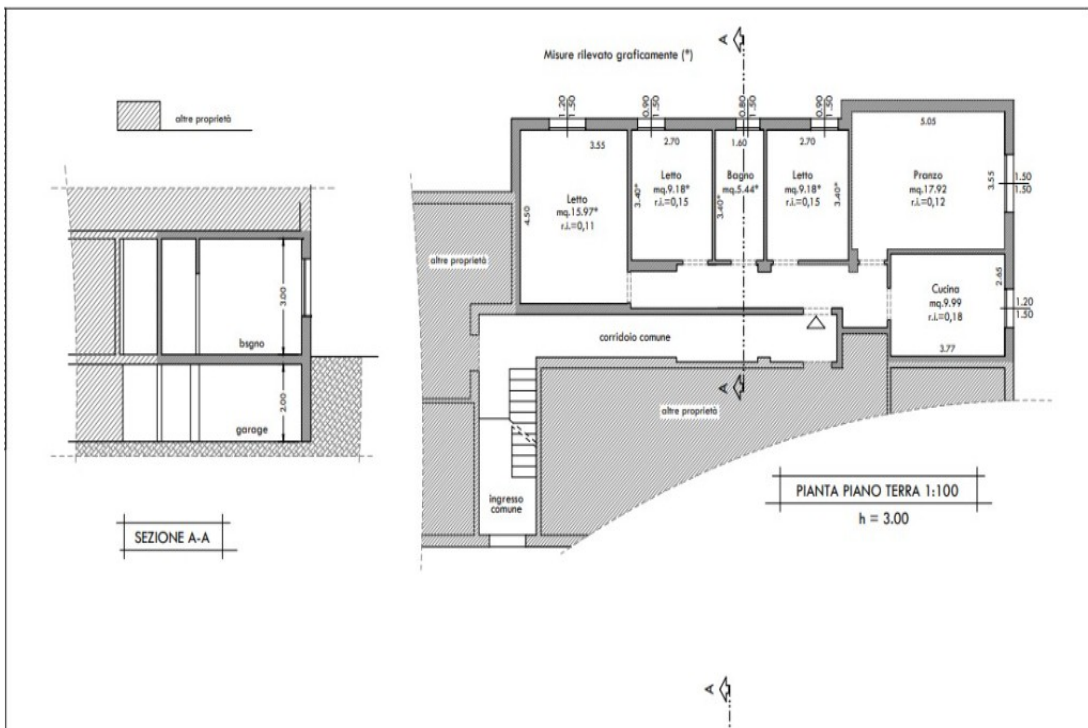 Misure rilevato graficamente (*)
altre proprietà
A
1.20
1.50
0.90
1.50
0.80
1.50
0.90
1.50
3.55
2.70
1.60
2.70
5.05
Letto
mq.15.97*
r.i.=0,11
4.50
Letto
mq.9.18*
r.i.=0,15
3.40*
Bagno
mq.5.44*
3.40*
Letto
mq.9.18*
r.i.=0,15
3.40*
Pranzo
mq.17.92
r.i.=0,12
3.55
1.50
1.50
altre proprietà
Cucina
mq.9.99
r.i.=0,18
2.65
1.20
1.50
3.77
corridoio comune
A
altre proprietà
ingresso
comune
3.00
bsgno
2.00
garage
SEZIONE A-A
PIANTA PIANO TERRA 1:100
h = 3.00
A